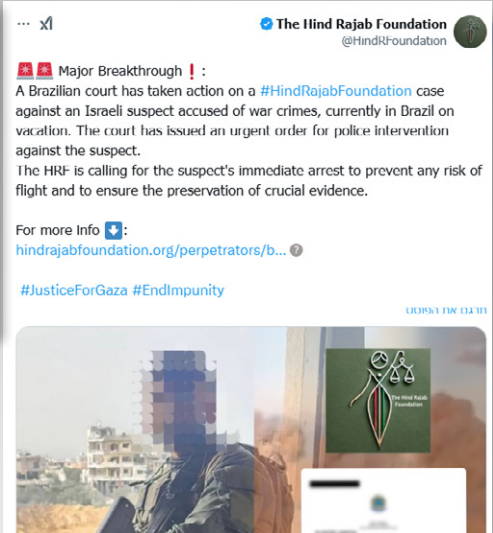 The Hind Rajab Foundation
@HindRFoundation
Major Breakthrough❗:
A Brazilian court has taken action on a #HindRajabFoundation case
against an Israeli suspect accused of war crimes, currently in Brazil on
vacation. The court has issued an urgent order for police intervention
against the suspect.
The HRF is calling for the suspect's immediate arrest to prevent any risk of
flight and to ensure the preservation of crucial evidence.
For more Info ⬇️:
hindrajabfoundation.org/perpetrators/b...
#JusticeForGaza #EndImpunity
תרגם את הפוסט
The Hind Rajab
Foundation